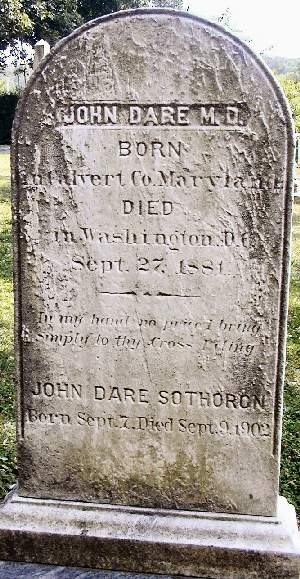 JOHN DARE M.D.
BORN
in Calvert Co. Maryland
DIED
in Washington, D.C.
Sept. 27, 1881.
In my hand no price i bring
Simply to thy Cross i cling
JOHN DARE SOTHORON
Born Sept. 7. Died Sept. 9. 1902